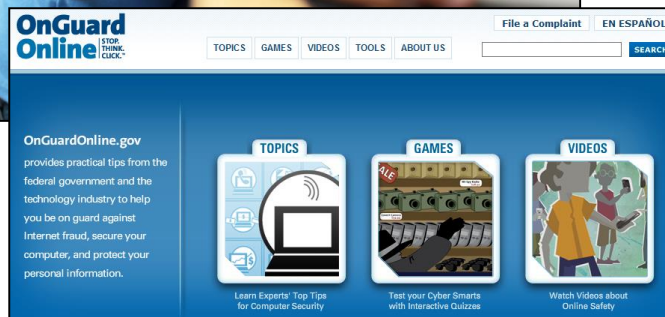 OnGuard
Online
STOP.
THINK.
CLICK.™
File a Complaint
EN ESPAÑOL
TOPICS
GAMES
VIDEOS
TOOLS
ABOUT US
SEARCH
OnGuardOnline.gov
provides practical tips from the
federal government and the
technology industry to help
you be on guard against
Internet fraud, secure your
computer, and protect your
personal information.
TOPICS
Learn Experts' Top Tips
for Computer Security
GAMES
SALE
Test your Cyber Smarts
with Interactive Quizzes
VIDEOS
Watch Videos about
Online Safety